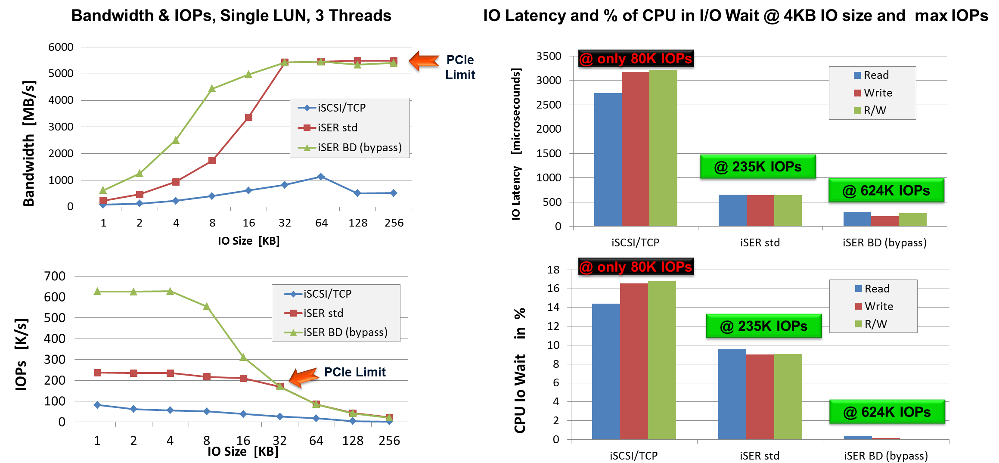 Bandwidth & IOPs, Single LUN, 3 Threads
6000
5000
4000
3000
2000
1000
0
Bandwidth [MB/s]
1 2 4 8 16 32 64 128 256
IO Size [KB]
iSCSI/TCP
iSER std
iSER BD (bypass)
PCIe
Limit
700
600
500
400
300
200
100
0
IOPs [K/s]
1 2 4 8 16 32 64 128 256
IO Size [KB]
iSCSI/TCP
iSER std
iSER BD (bypass)
PCIe Limit
IO Latency and % of CPU in I/O Wait @ 4KB IO size and max IOPs
3500
3000
2500
2000
1500
1000
500
0
IO Latency [microsecounds]
@ only 80K IOPs
@ 235K IOPs
@ 624K IOPs
Read
Write
R/W
iSCSI/TCP iSER std iSER BD (bypass)
18
16
14
12
10
8
6
4
2
0
CPU Io Wait in %
@ only 80K IOPs
@ 235K IOPs
@ 624K IOPs
Read
Write
R/W
iSCSI/TCP iSER std iSER BD (bypass)